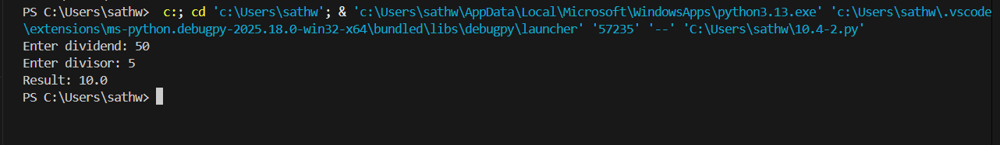 PS C:\Users\sathw>  c:; cd 'c:\Users\sathw'; & 'c:\Users\sathw\AppData\Local\Microsoft\WindowsApps\python3.13.exe' 'c:\Users\sathw\.vscode
\extensions\ms-python.debugpy-2025.18.0-win32-x64\bundled\libs\debugpy\launcher' '57235' '--' 'C:\Users\sathw\10.4-2.py'
Enter dividend: 50
Enter divisor: 5
Result: 10.0
PS C:\Users\sathw>